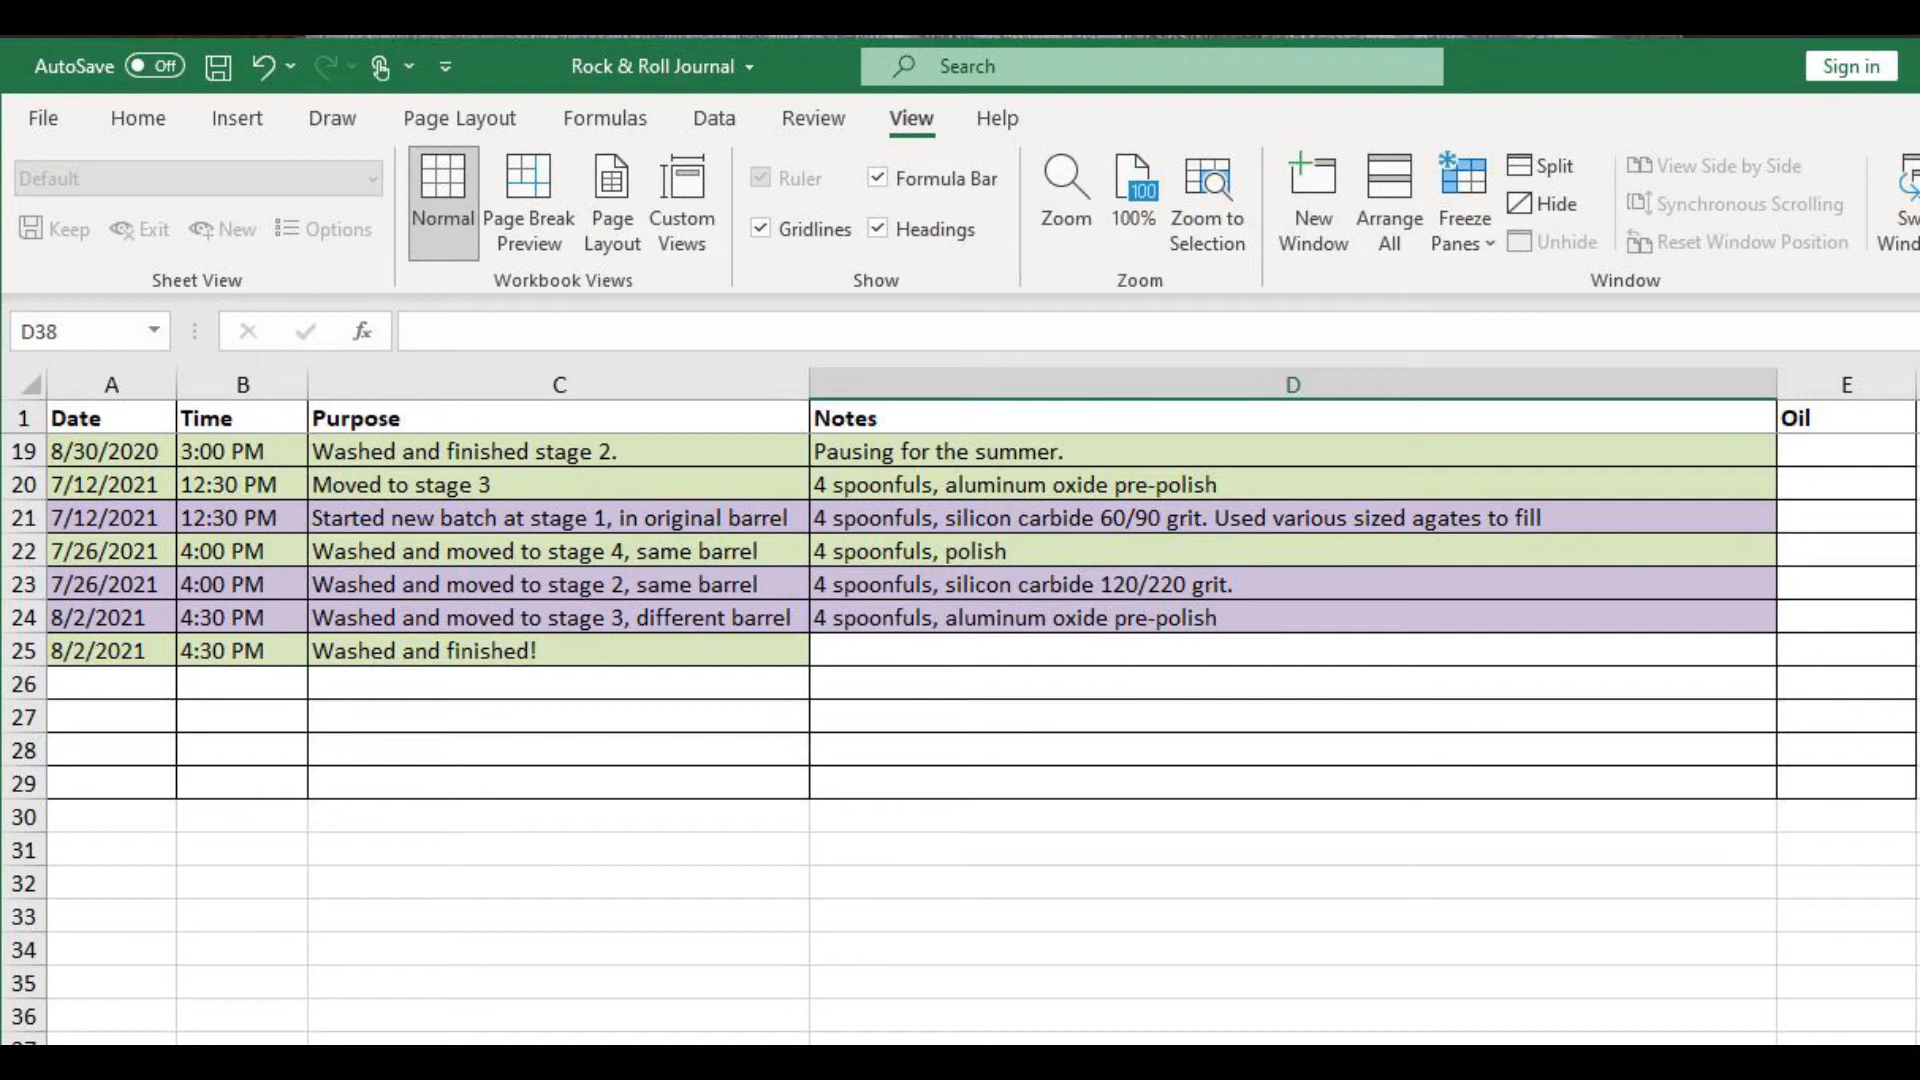 AutoSave Off Rock & Roll Journal Search Sign in
File Home Insert Draw Page Layout Formulas Data Review View Help
Default
Keep Exit New Options
Sheet View
Normal Page Break Preview Page Layout Custom Views
Workbook Views
Ruler Formula Bar
Gridlines Headings
Show
Zoom 100 100% Zoom to Selection
Zoom
New Window Arrange All Freeze Panes
Split
Hide
Unhide
View Side by Side
Synchronous Scrolling
Reset Window Position
Window
D38 fx
A B C D E
1 Date Time Purpose Notes Oil
19 8/30/2020 3:00 PM Washed and finished stage 2. Pausing for the summer.
20 7/12/2021 12:30 PM Moved to stage 3 4 spoonfuls, aluminum oxide pre-polish
21 7/12/2021 12:30 PM Started new batch at stage 1, in original barrel 4 spoonfuls, silicon carbide 60/90 grit. Used various sized agates to fill
22 7/26/2021 4:00 PM Washed and moved to stage 4, same barrel 4 spoonfuls, polish
23 7/26/2021 4:00 PM Washed and moved to stage 2, same barrel 4 spoonfuls, silicon carbide 120/220 grit.
24 8/2/2021 4:30 PM Washed and moved to stage 3, different barrel 4 spoonfuls, aluminum oxide pre-polish
25 8/2/2021 4:30 PM Washed and finished!
26
27
28
29
30
31
32
33
34
35
36